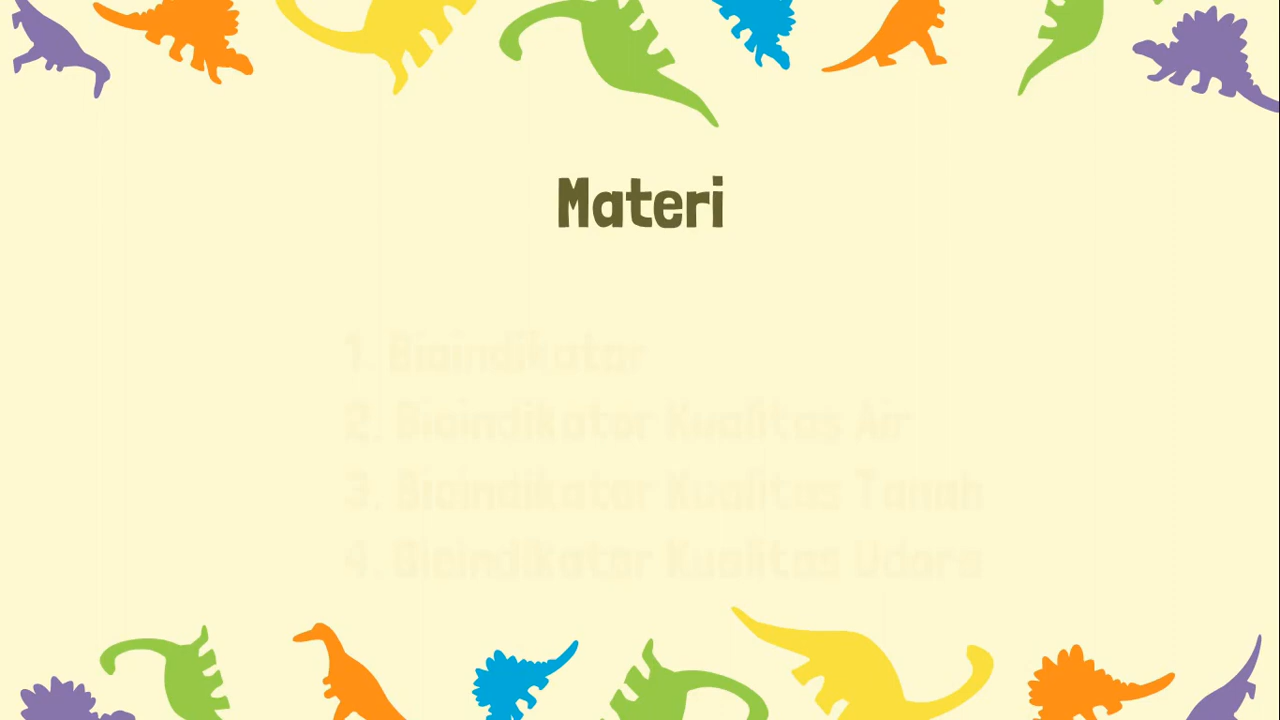 Materi
1. Bioindikator
2. Bioindikator Kualitas Air
3. Bioindikator Kualitas Tanah
4. Bioindikator Kualitas Udara